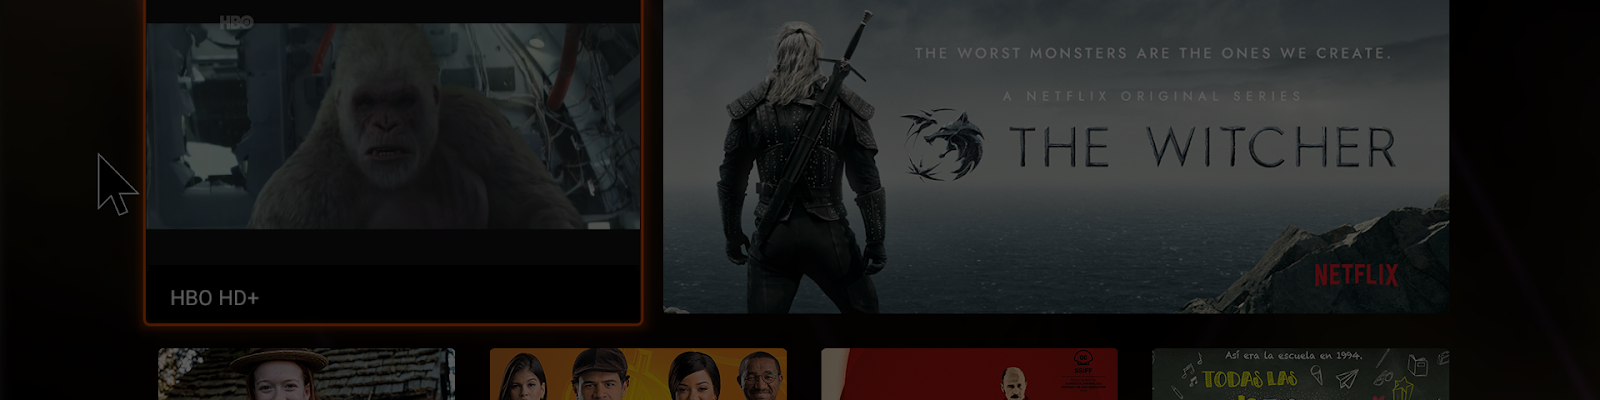 HBO
THE WORST MONSTERS ARE THE ONES WE CREATE.
A NETFLIX ORIGINAL SERIES
THE WITCHER
NETFLIX
HBO HD+
Así era la escuela en 1994.
TODAS LAS